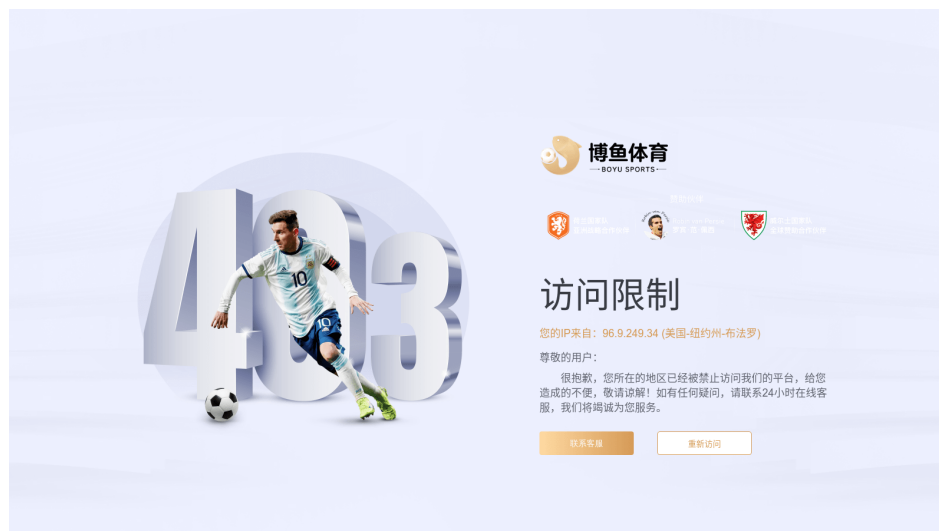 博鱼体育
BOYU SPORTS
403
10
10
访问限制
您的IP来自：96.9.249.34 (美国-纽约州-布法罗)
尊敬的用户：
很抱歉，您所在的地区已经被禁止访问我们的平台，给您
造成的不便，敬请谅解！如有任何疑问，请联系24小时在线客
服，我们将竭诚为您服务。
联系客服
重新访问